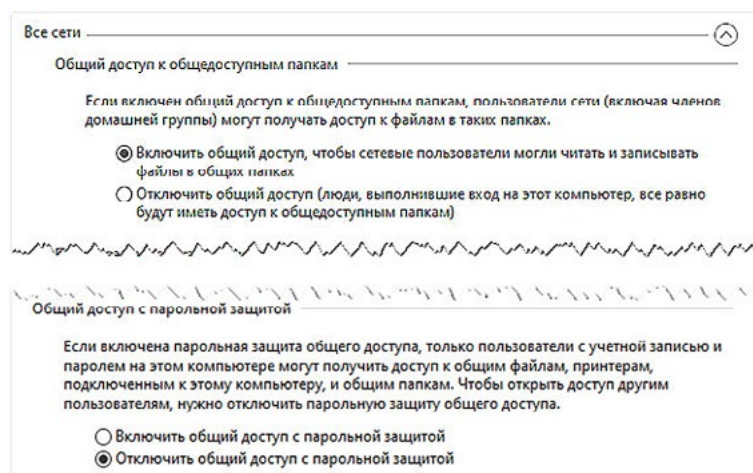 Все сети
Общий доступ к общедоступным папкам
Если включен общий доступ к общедоступным папкам, пользователи сети (включая членов
домашней группы) могут получать доступ к файлам в таких папках.
Включить общий доступ, чтобы сетевые пользователи могли читать и записывать
файлы в общих папках
Отключить общий доступ (люди, выполнившие вход на этот компьютер, все равно
будут иметь доступ к общедоступным папкам)
Общий доступ с парольной защитой
Если включена парольная защита общего доступа, только пользователи с учетной записью и
паролем на этом компьютере могут получить доступ к общим файлам, принтерам,
подключенным к этому компьютеру, и общим папкам. Чтобы открыть доступ другим
пользователям, нужно отключить парольную защиту общего доступа.
Включить общий доступ с парольной защитой
Отключить общий доступ с парольной защитой